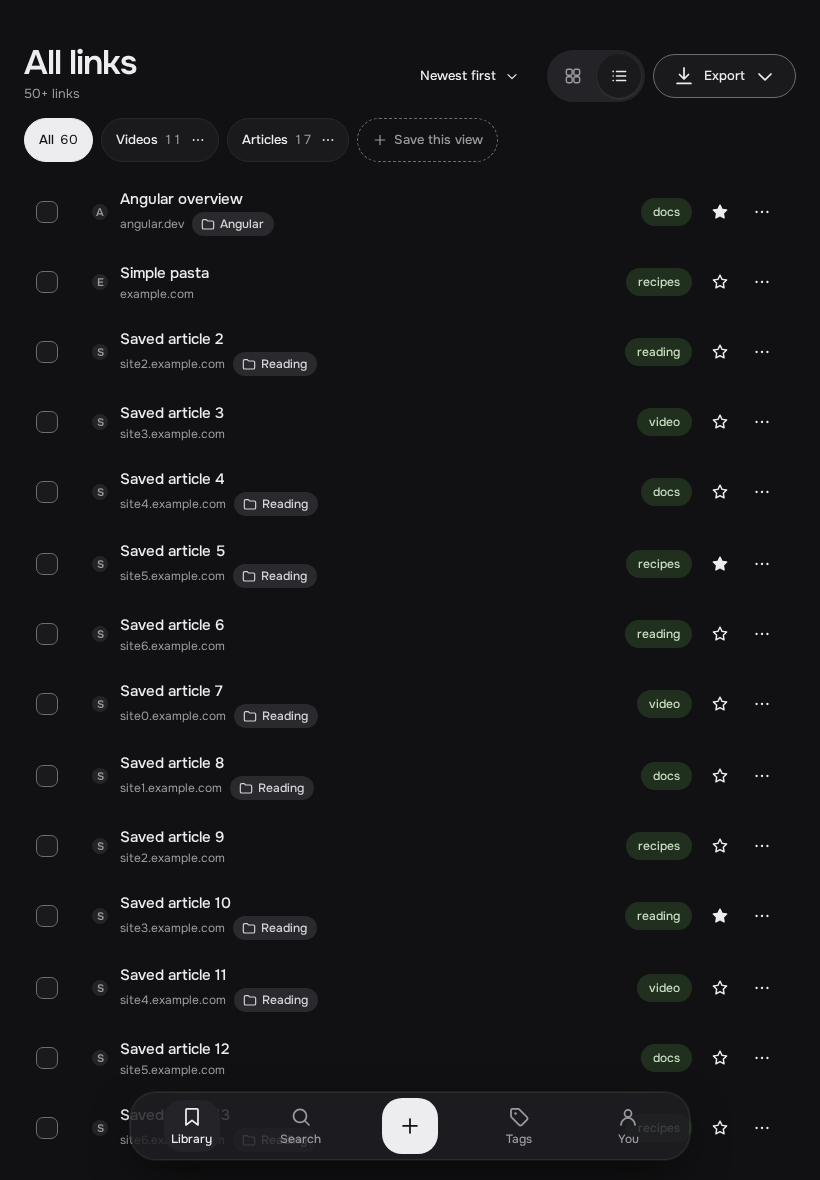 All links
50+ links
Newest first
Export
All 60
Videos 11
Articles 17
Save this view
A
Angular overview
angular.dev
Angular
docs
E
Simple pasta
example.com
recipes
S
Saved article 2
site2.example.com
Reading
reading
S
Saved article 3
site3.example.com
video
S
Saved article 4
site4.example.com
Reading
docs
S
Saved article 5
site5.example.com
Reading
recipes
S
Saved article 6
site6.example.com
reading
S
Saved article 7
site0.example.com
Reading
video
S
Saved article 8
site1.example.com
Reading
docs
S
Saved article 9
site2.example.com
recipes
S
Saved article 10
site3.example.com
Reading
reading
S
Saved article 11
site4.example.com
Reading
video
S
Saved article 12
site5.example.com
docs
S
Saved
recipes
Library
Search
Tags
You